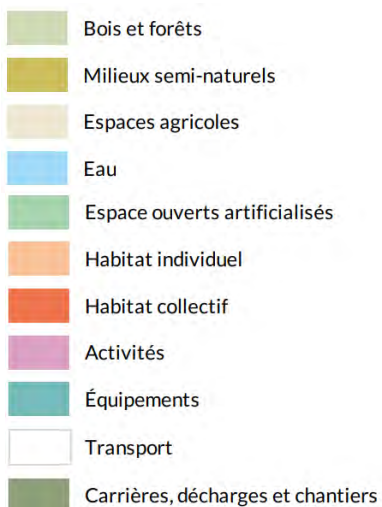 Bois et forêts
Milieux semi-naturels
Espaces agricoles
Eau
Espace ouverts artificialisés
Habitat individuel
Habitat collectif
Activités
Équipements
Transport
Carrières, décharges et chantiers